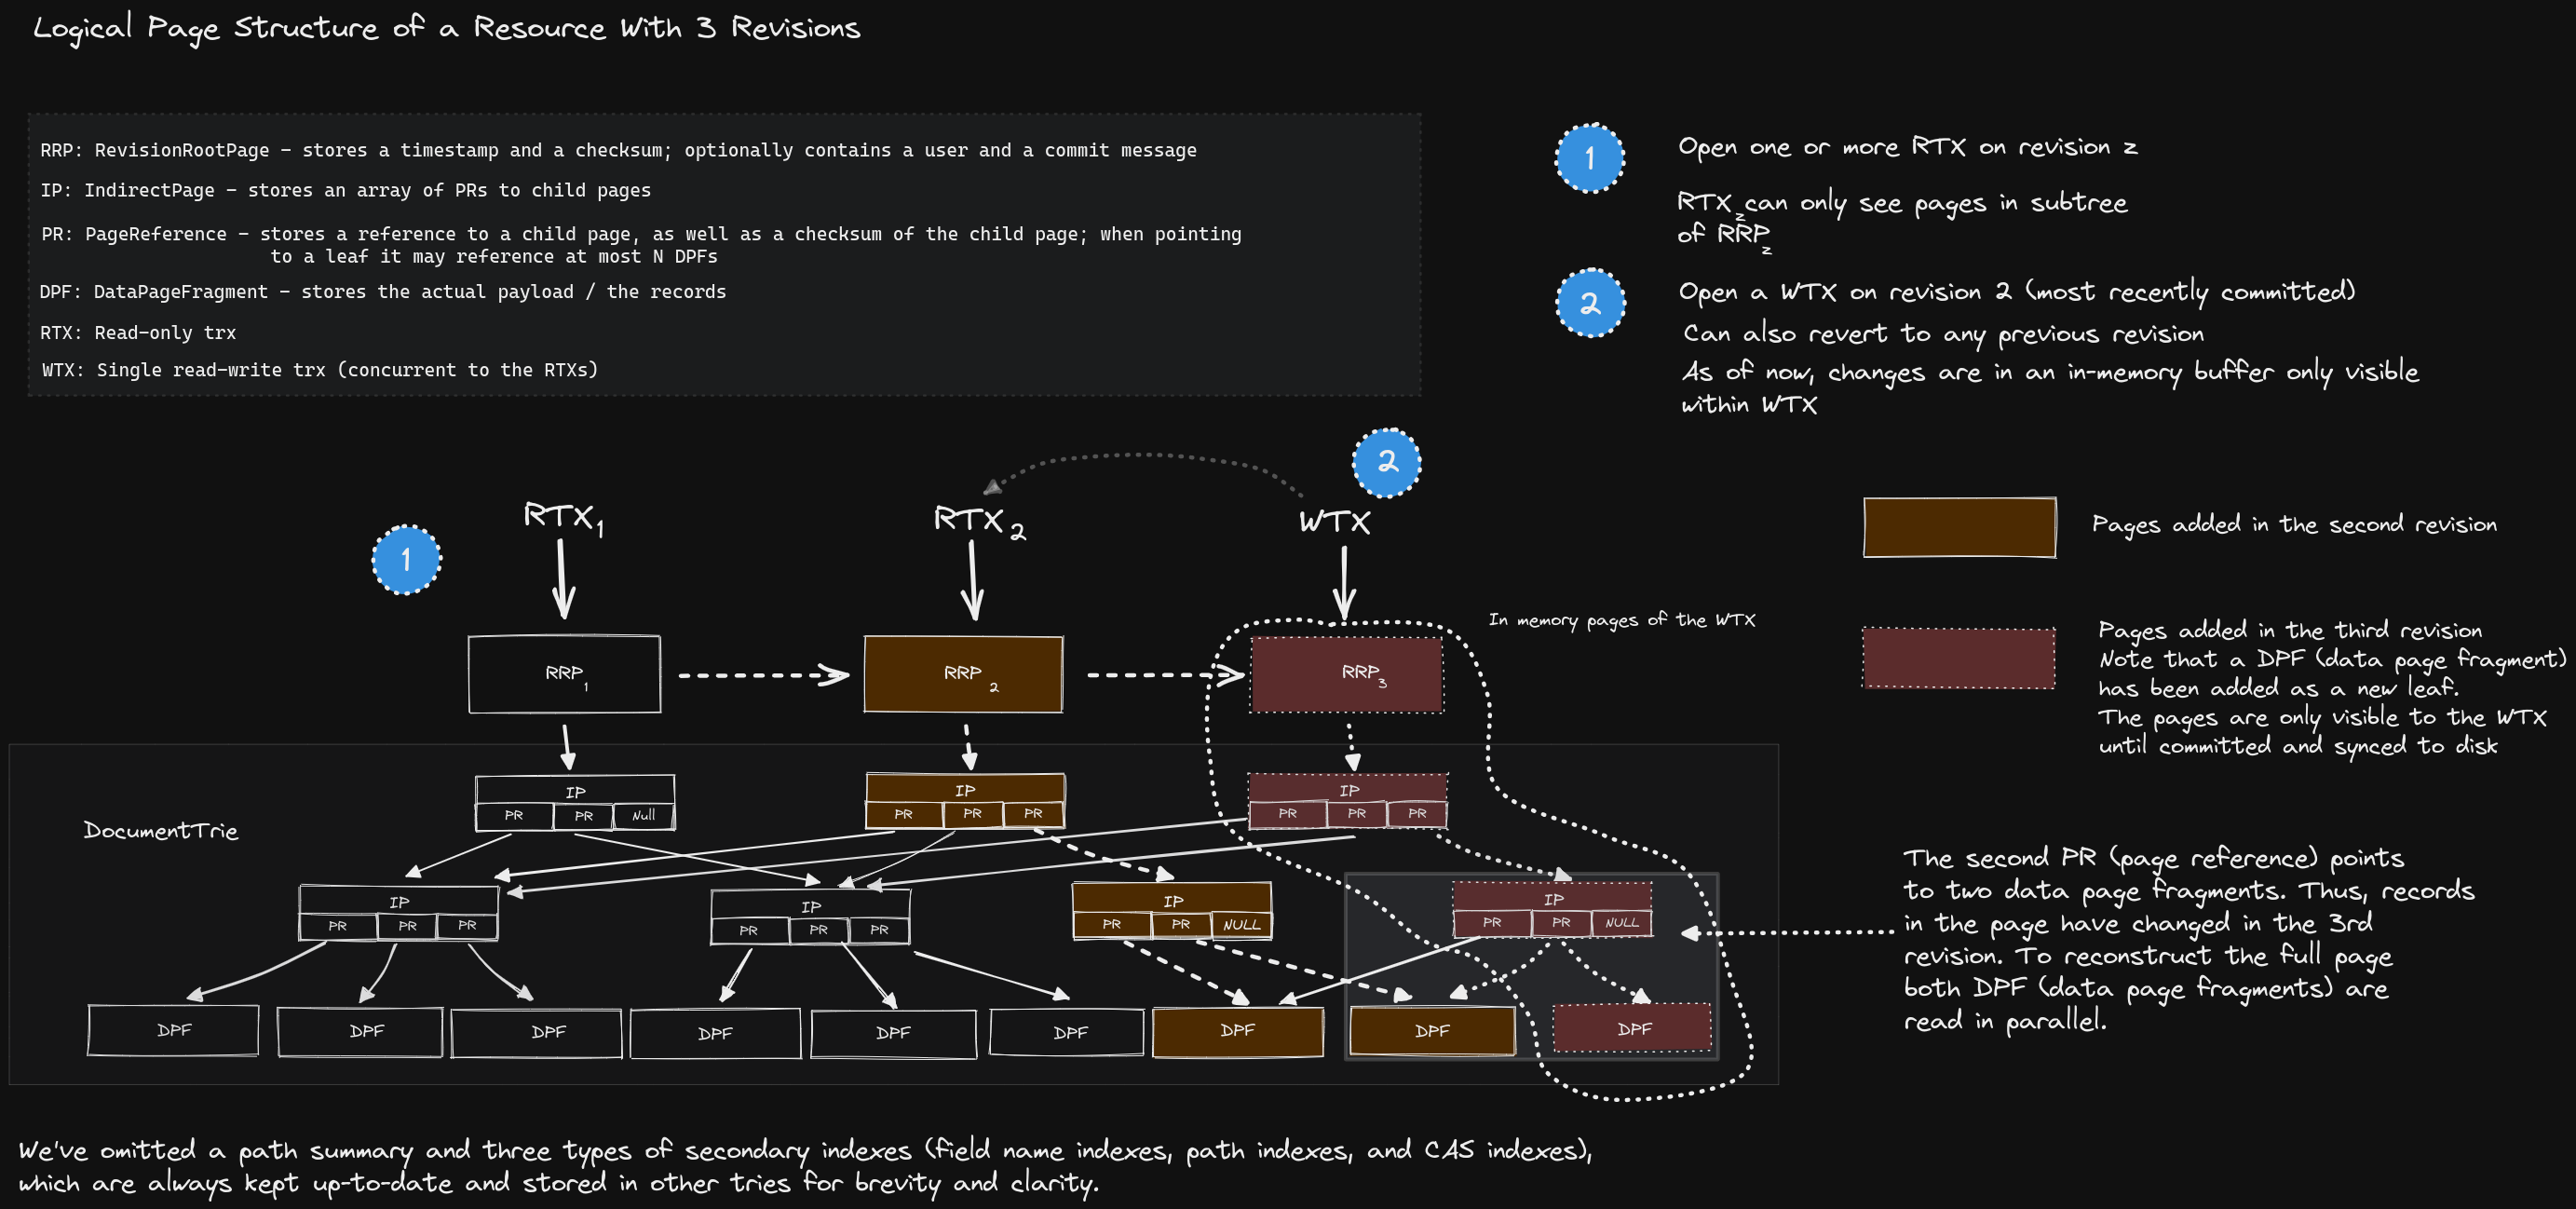 Logical Page Structure of a Resource With 3 Revisions
RRP: RevisionRootPage - stores a timestamp and a checksum; optionally contains a user and a commit message
IP: IndirectPage - stores an array of PRs to child pages
PR: PageReference - stores a reference to a child page, as well as a checksum of the child page; when pointing
to a leaf it may reference at most N DPFs
DPF: DataPageFragment - stores the actual payload / the records
RTX: Read-only trx
WTX: Single read-write trx (concurrent to the RTXs)
1
Open one or more RTX on revision z
RTX z can only see pages in subtree
of RRP z
2
Open a WTX on revision 2 (most recently committed)
Can also revert to any previous revision
As of now, changes are in an in-memory buffer only visible
within WTX
2
1
RTX 1
RTX 2
WTX
Pages added in the second revision
In memory pages of the WTX
Pages added in the third revision
Note that a DPF (data page fragment)
has been added as a new leaf.
The pages are only visible to the WTX
until committed and synced to disk
RRP 1
RRP 2
RRP 3
DocumentTrie
IP
PR PR Null
IP
PR PR PR
IP
PR PR PR
IP
PR PR PR
IP
PR PR PR
IP
PR PR NULL
IP
PR PR NULL
The second PR (page reference) points
to two data page fragments. Thus, records
in the page have changed in the 3rd
revision. To reconstruct the full page
both DPF (data page fragments) are
read in parallel.
DPF
DPF
DPF
DPF
DPF
DPF
DPF
DPF
DPF
We've omitted a path summary and three types of secondary indexes (field name indexes, path indexes, and CAS indexes),
which are always kept up-to-date and stored in other tries for brevity and clarity.